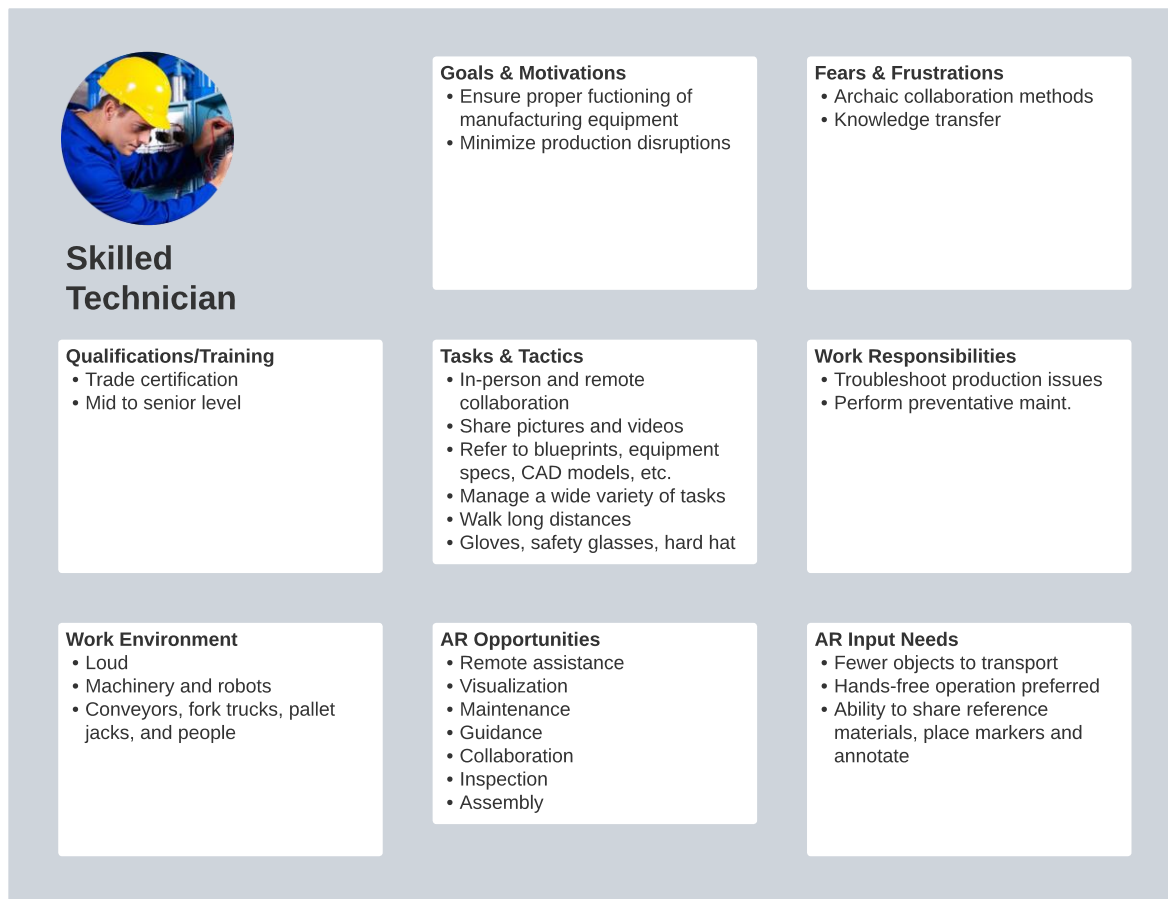 Skilled
Technician
Goals & Motivations
• Ensure proper fuctioning of
manufacturing equipment
• Minimize production disruptions
Fears & Frustrations
• Archaic collaboration methods
• Knowledge transfer
Qualifications/Training
• Trade certification
• Mid to senior level
Tasks & Tactics
• In-person and remote
collaboration
• Share pictures and videos
• Refer to blueprints, equipment
specs, CAD models, etc.
• Manage a wide variety of tasks
• Walk long distances
• Gloves, safety glasses, hard hat
Work Responsibilities
• Troubleshoot production issues
• Perform preventative maint.
Work Environment
• Loud
• Machinery and robots
• Conveyors, fork trucks, pallet
jacks, and people
AR Opportunities
• Remote assistance
• Visualization
• Maintenance
• Guidance
• Collaboration
• Inspection
• Assembly
AR Input Needs
• Fewer objects to transport
• Hands-free operation preferred
• Ability to share reference
materials, place markers and
annotate